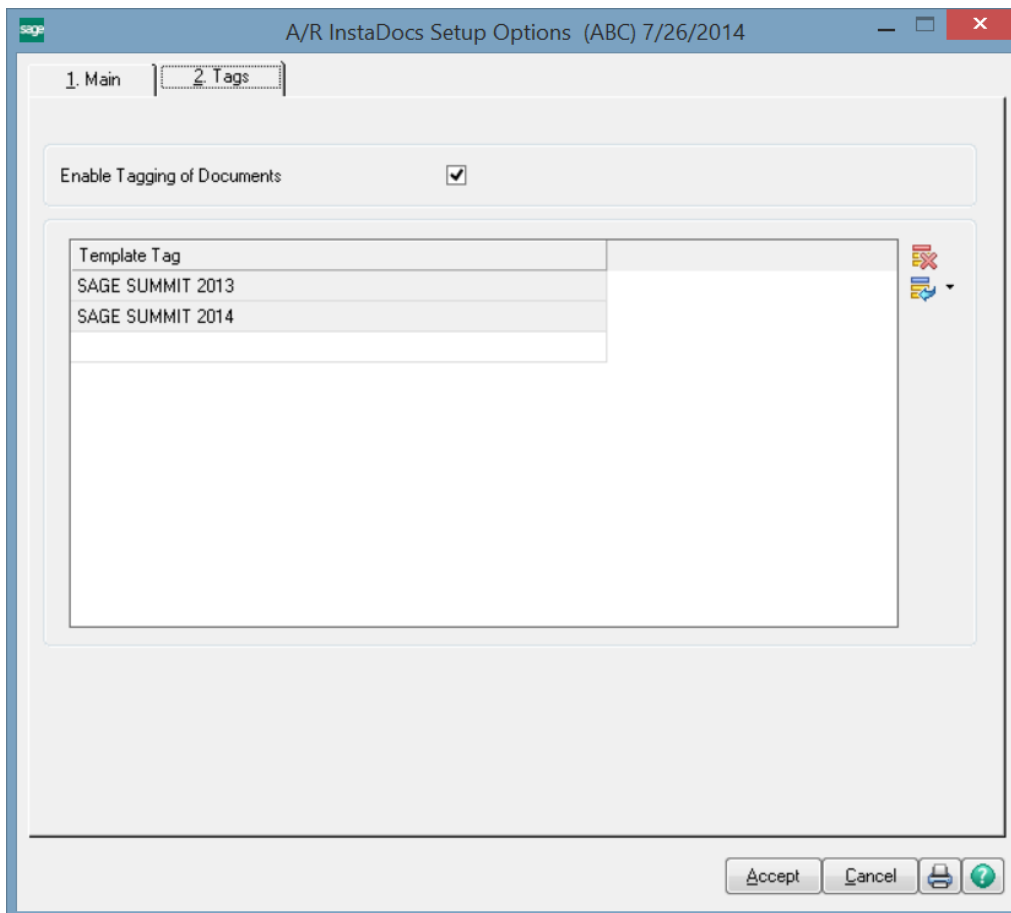 sage
A/R InstaDocs Setup Options (ABC) 7/26/2014
1. Main
2. Tags
Enable Tagging of Documents
Template Tag
SAGE SUMMIT 2013
SAGE SUMMIT 2014
Accept
Cancel